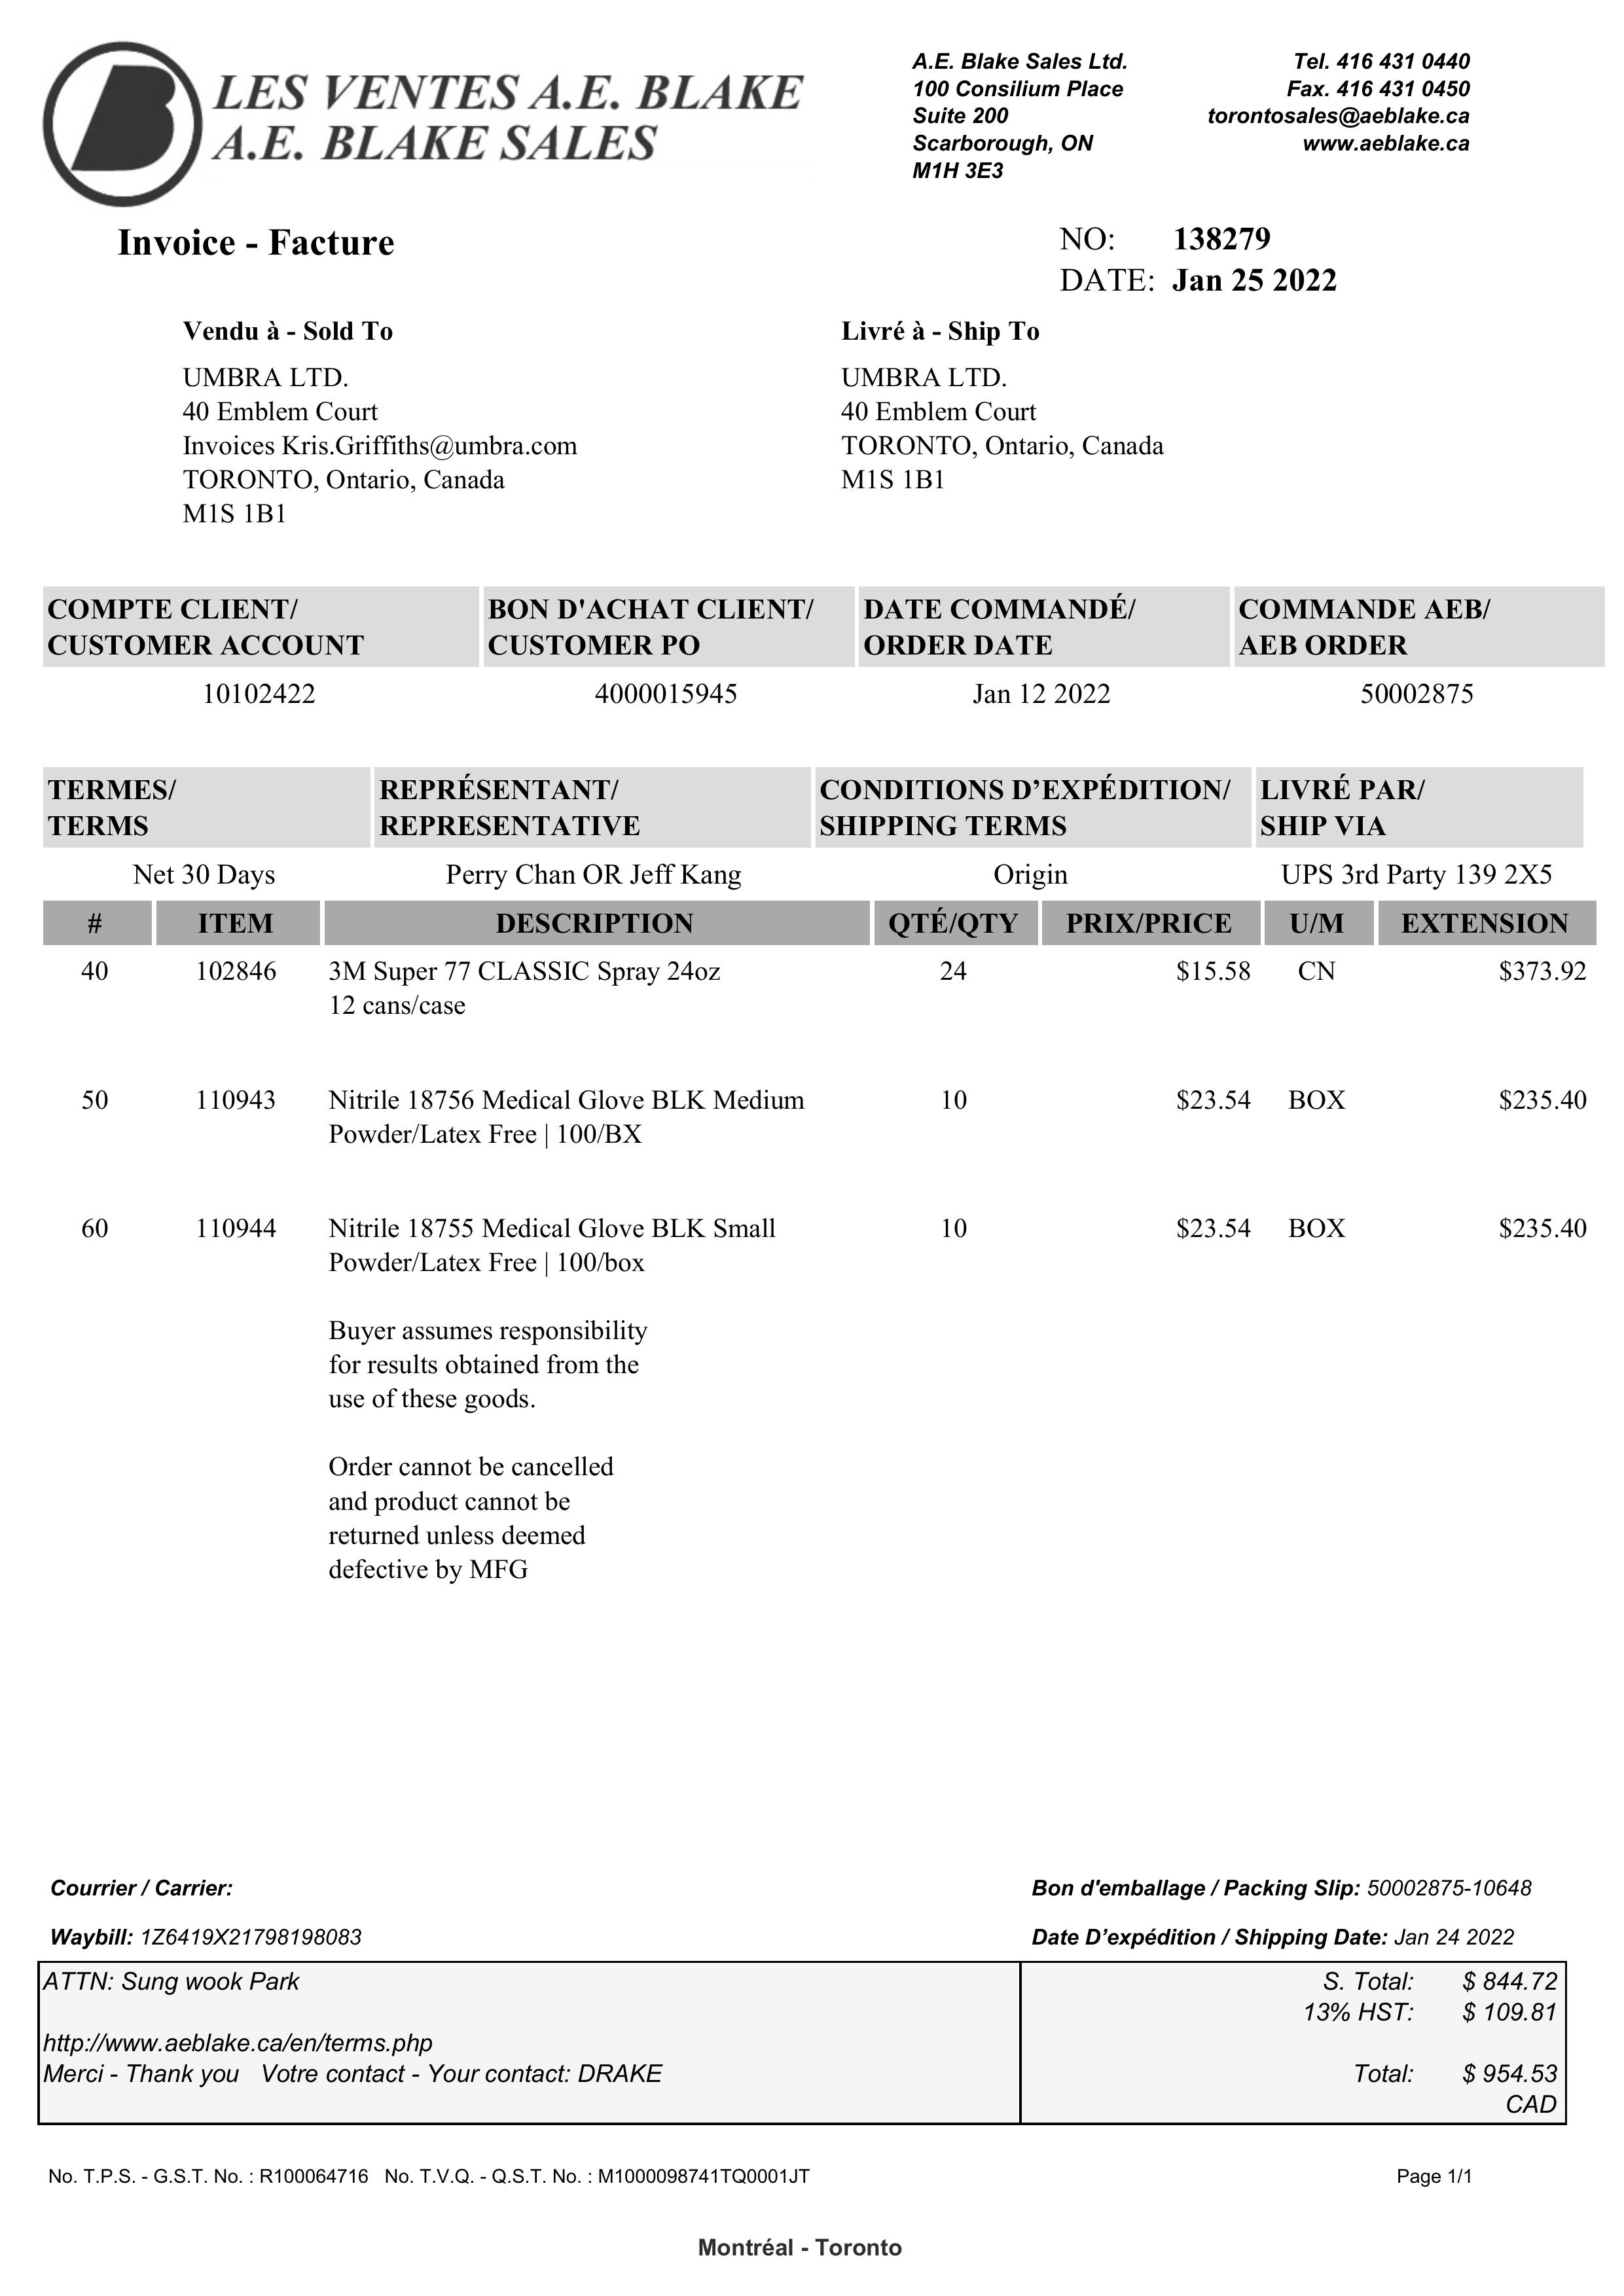 LES VENTES A.E. BLAKE
A.E. BLAKE SALES
A.E. Blake Sales Ltd.
100 Consilium Place
Suite 200
Scarborough, ON
M1H 3E3
Tel. 416 431 0440
Fax. 416 431 0450
torontosales@aeblake.ca
www.aeblake.ca
Invoice - Facture
NO: 138279
DATE: Jan 25 2022
Vendu à - Sold To
UMBRA LTD.
40 Emblem Court
Invoices Kris.Griffiths@umbra.com
TORONTO, Ontario, Canada
M1S 1B1
Livré à - Ship To
UMBRA LTD.
40 Emblem Court
TORONTO, Ontario, Canada
M1S 1B1
COMPTE CLIENT/
CUSTOMER ACCOUNT
BON D'ACHAT CLIENT/
CUSTOMER PO
DATE COMMANDÉ/
ORDER DATE
COMMANDE AEB/
AEB ORDER
10102422 4000015945 Jan 12 2022 50002875
TERMES/
TERMS
REPRÉSENTANT/
REPRESENTATIVE
CONDITIONS D’EXPÉDITION/
SHIPPING TERMS
LIVRÉ PAR/
SHIP VIA
Net 30 Days Perry Chan OR Jeff Kang Origin UPS 3rd Party 139 2X5
# ITEM DESCRIPTION QTÉ/QTY PRIX/PRICE U/M EXTENSION
40 102846 3M Super 77 CLASSIC Spray 24oz 24 $15.58 CN $373.92
12 cans/case
50 110943 Nitrile 18756 Medical Glove BLK Medium 10 $23.54 BOX $235.40
Powder/Latex Free | 100/BX
60 110944 Nitrile 18755 Medical Glove BLK Small 10 $23.54 BOX $235.40
Powder/Latex Free | 100/box
Buyer assumes responsibility
for results obtained from the
use of these goods.
Order cannot be cancelled
and product cannot be
returned unless deemed
defective by MFG
Courrier / Carrier:
Bon d'emballage / Packing Slip: 50002875-10648
Waybill: 1Z6419X21798198083
Date D’expédition / Shipping Date: Jan 24 2022
ATTN: Sung wook Park
http://www.aeblake.ca/en/terms.php
Merci - Thank you Votre contact - Your contact: DRAKE
S. Total: $ 844.72
13% HST: $ 109.81
Total: $ 954.53
CAD
No. T.P.S. - G.S.T. No. : R100064716 No. T.V.Q. - Q.S.T. No. : M1000098741TQ0001JT
Page 1/1
Montréal - Toronto